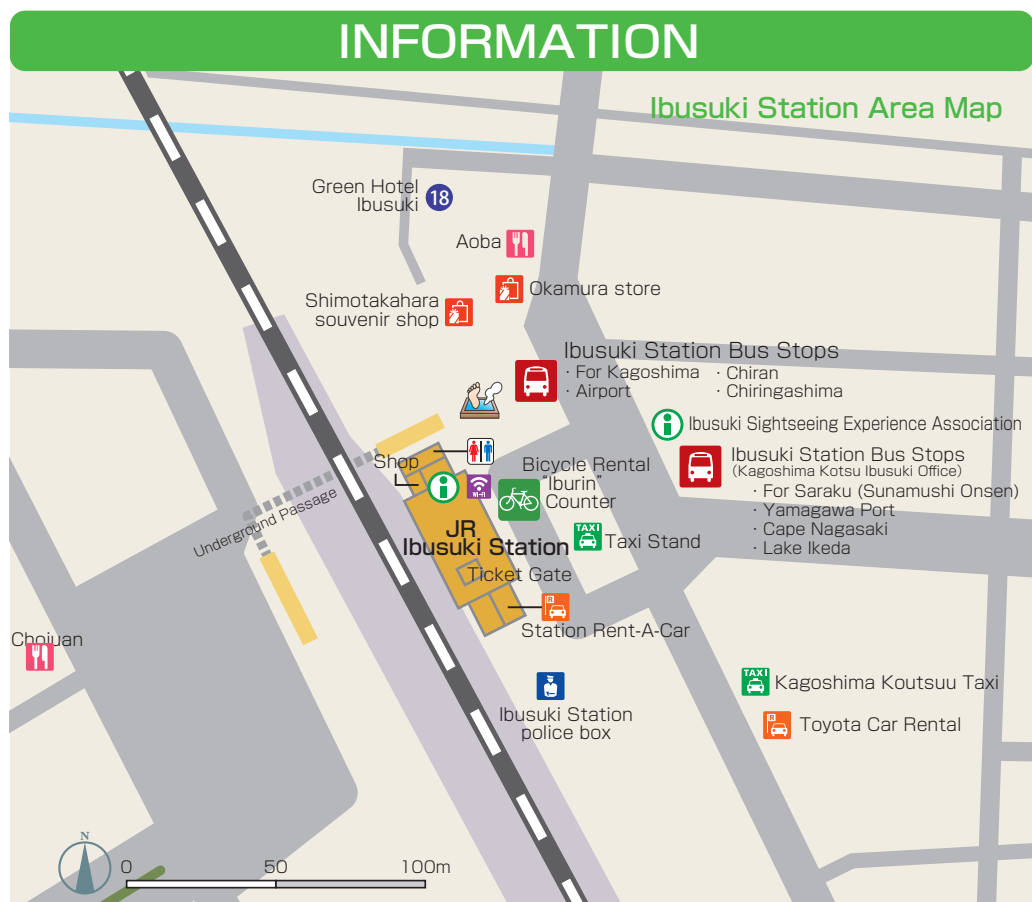 INFORMATION
Ibusuki Station Area Map
Green Hotel
Ibusuki
18
Aoba
Okamura store
Shimotakahara
souvenir shop
Ibusuki Station Bus Stops
· For Kagoshima · Chiran
· Airport · Chiringashima
Ibusuki Sightseeing Experience Association
Ibusuki Station Bus Stops
(Kagoshima Kotsu Ibusuki Office)
· For Saraku (Sunamushi Onsen)
· Yamagawa Port
· Cape Nagasaki
· Lake Ikeda
Shop
Wi-Fi
Bicycle Rental
"Iburin"
Counter
Underground Passage
JR
Ibusuki Station
TAXI
Taxi Stand
Ticket Gate
R
Station Rent-A-Car
Chojuan
Ibusuki Station
police box
TAXI
Kagoshima Koutsuu Taxi
R
Toyota Car Rental
N
0 50 100m